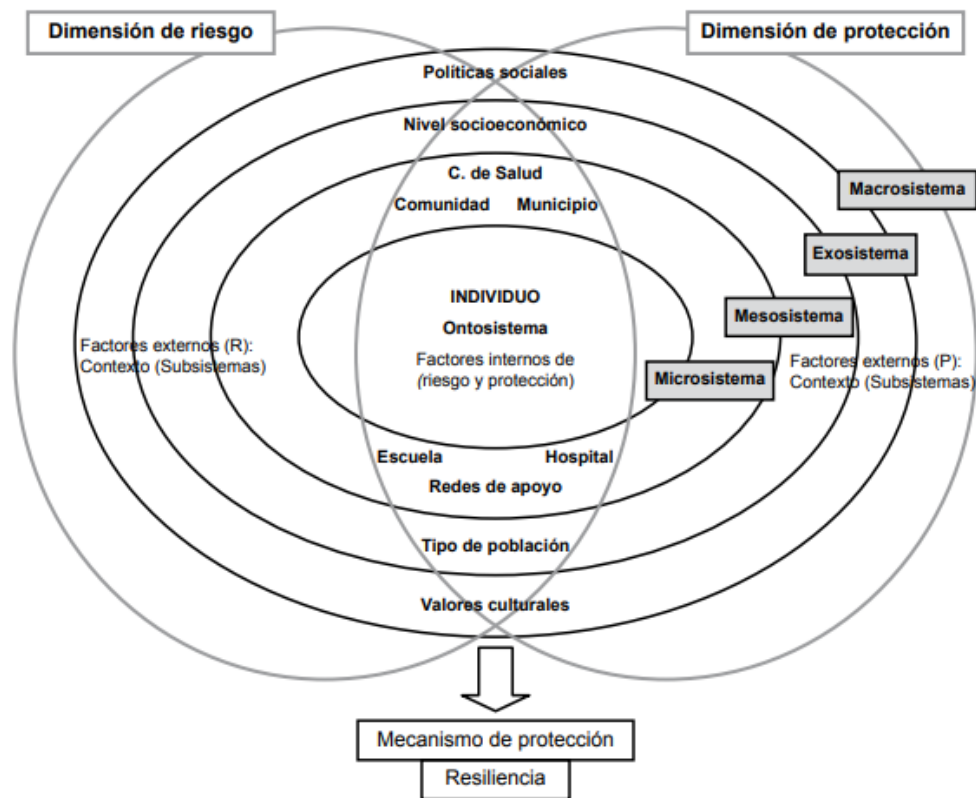 Dimensión de riesgo
Dimensión de protección
Políticas sociales
Nivel socioeconómico
C. de Salud
Comunidad Municipio
Macrosistema
Exosistema
INDIVIDUO
Ontosistema
Mesosistema
Factores externos (R):
Contexto (Subsistemas)
Factores internos de
(riesgo y protección)
Microsistema
Factores externos (P):
Contexto (Subsistemas)
Escuela Hospital
Redes de apoyo
Tipo de población
Valores culturales
Mecanismo de protección
Resiliencia